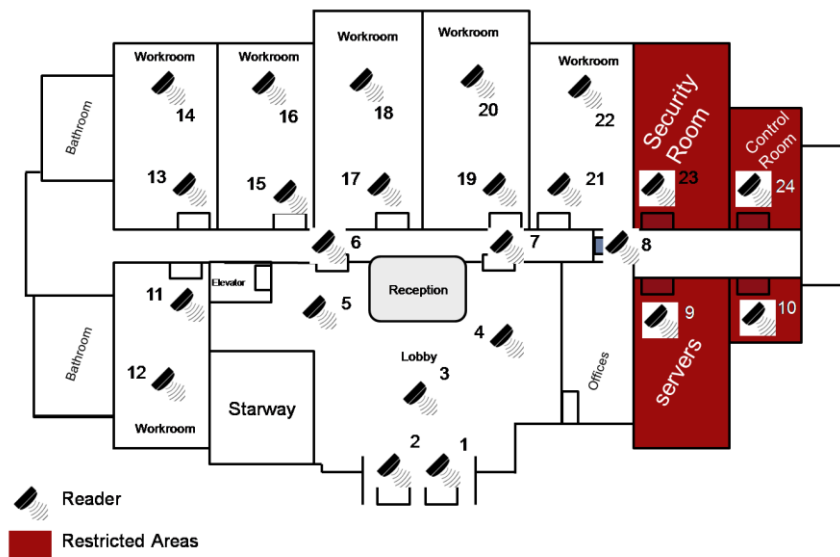 Workroom
Workroom
Workroom
Workroom
Workroom
Bathroom
14
16
18
20
22
Security
Room
Control
Room
13
15
17
19
21
23
24
6
7
8
11
Elevator
5
Reception
4
9
10
Bathroom
12
Lobby
3
Offices
servers
Starway
Workroom
2
1
Reader
Restricted Areas